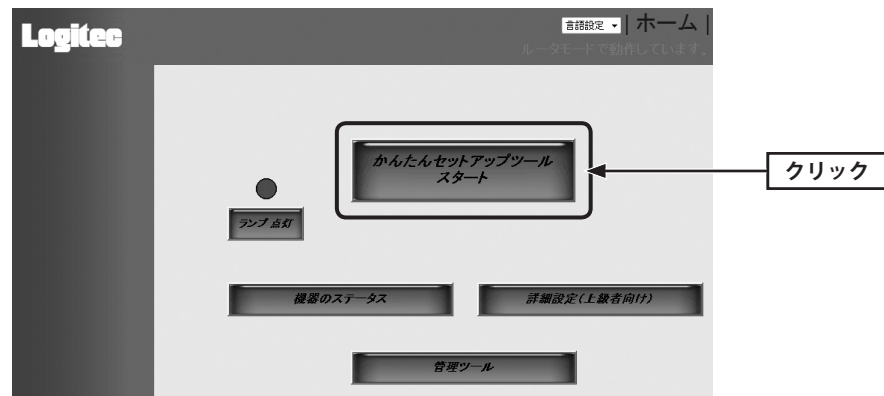 Logitec
言語設定 | ホーム |
ルータモードで動作しています。
かんたんセットアップツール
スタート
クリック
ランプ 点灯
機器のステータス
詳細設定(上級者向け)
管理ツール